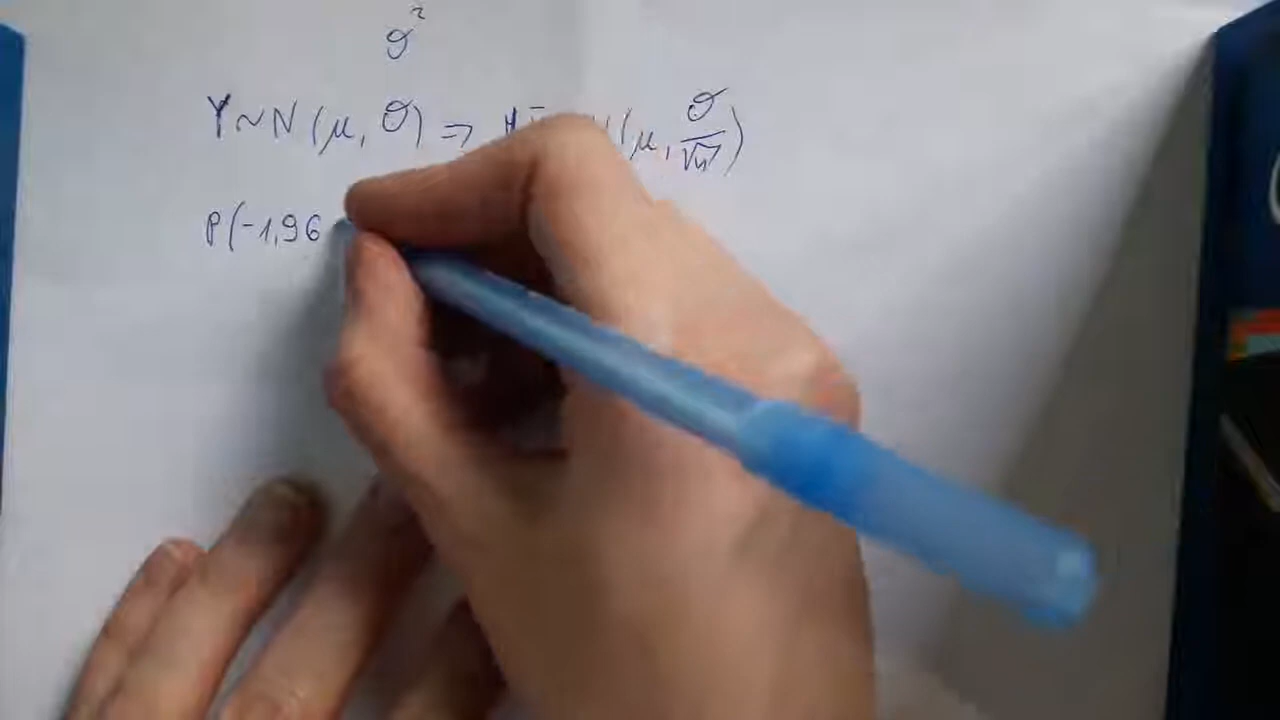 σ²
Y~N(μ, σ) ⇒ (μ, σ/√n)
P(-1,96